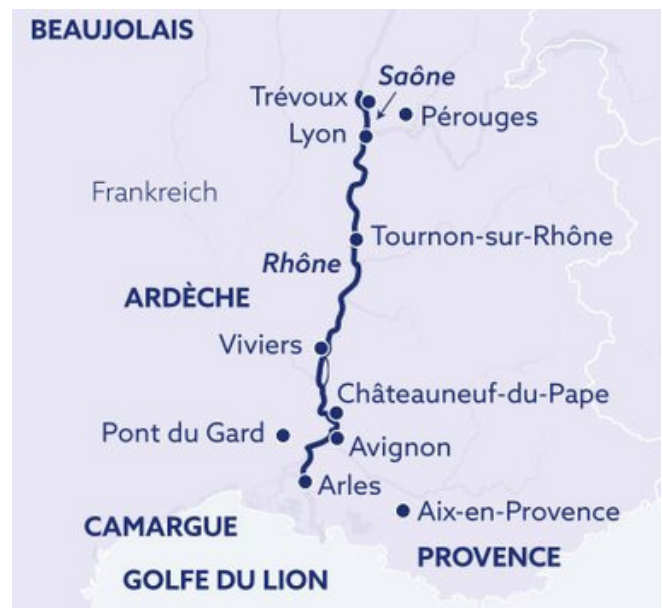 BEAUJOLAIS
Saône
Trévoux
Pérouges
Lyon
Frankreich
Tournon-sur-Rhône
Rhône
ARDÈCHE
Viviers
Châteauneuf-du-Pape
Pont du Gard
Avignon
Arles
Aix-en-Provence
CAMARGUE
PROVENCE
GOLFE DU LION